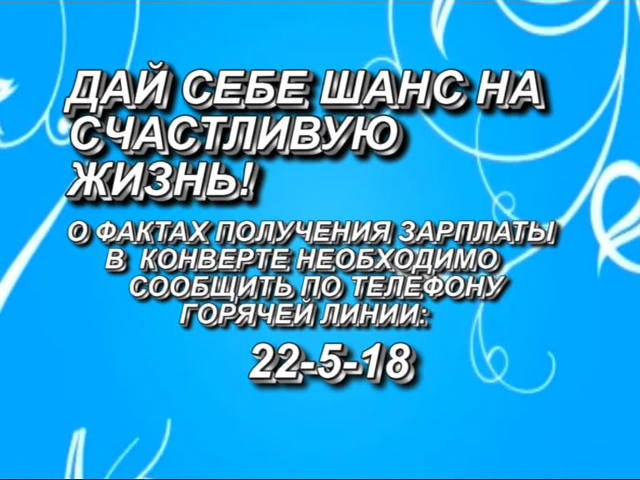 ДАЙ СЕБЕ ШАНС НА
СЧАСТЛИВУЮ
ЖИЗНЬ!
О ФАКТАХ ПОЛУЧЕНИЯ ЗАРПЛАТЫ
В КОНВЕРТЕ НЕОБХОДИМО
СООБЩИТЬ ПО ТЕЛЕФОНУ
ГОРЯЧЕЙ ЛИНИИ:
22-5-18